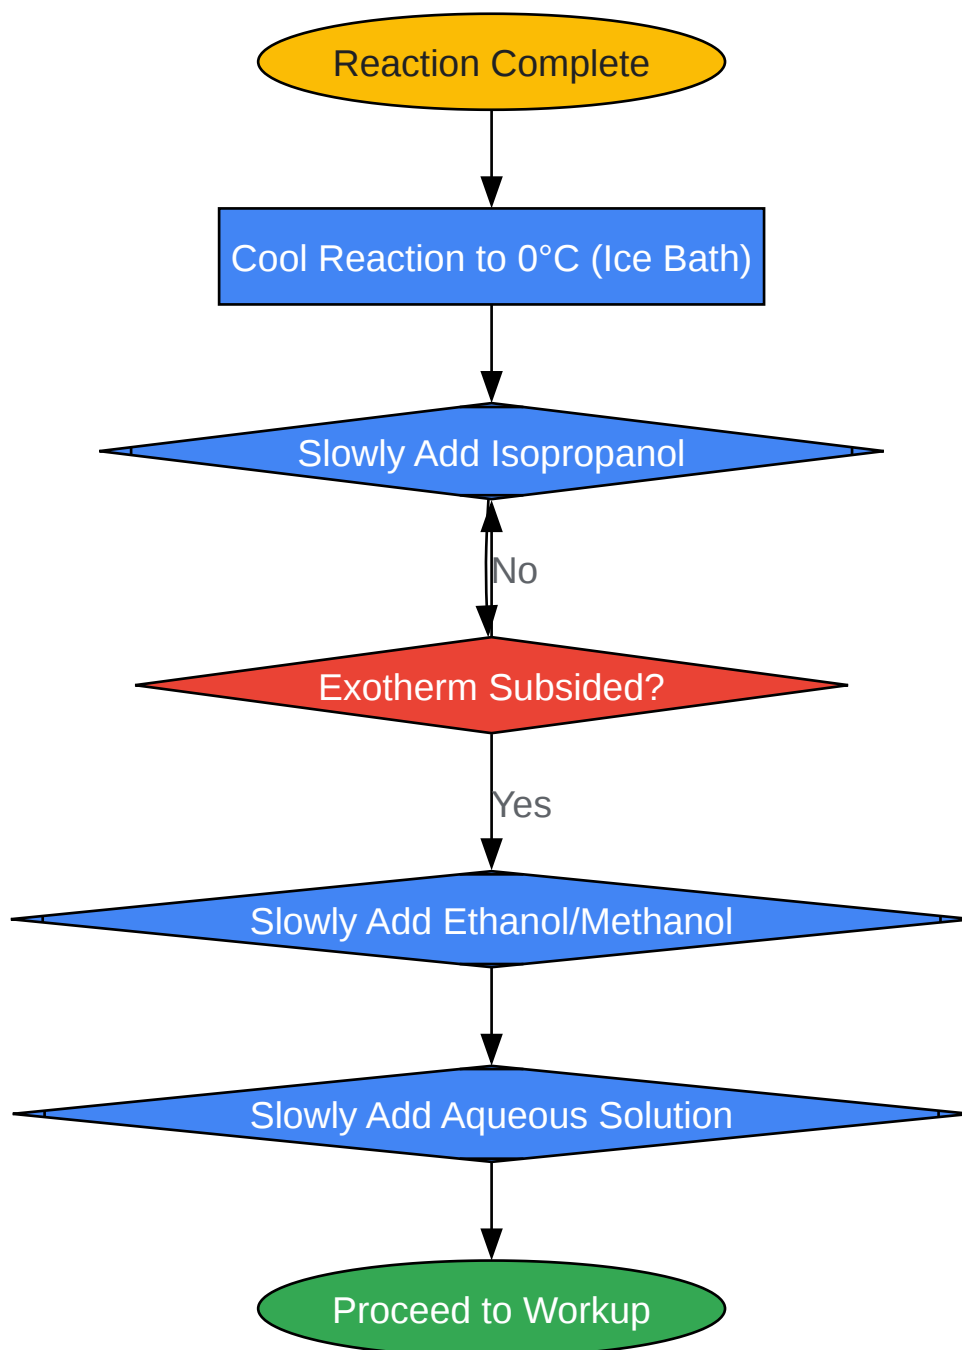 Reaction Complete
Cool Reaction to 0°C (Ice Bath)
Slowly Add Isopropanol
No
Exotherm Subsided?
Yes
Slowly Add Ethanol/Methanol
Slowly Add Aqueous Solution
Proceed to Workup